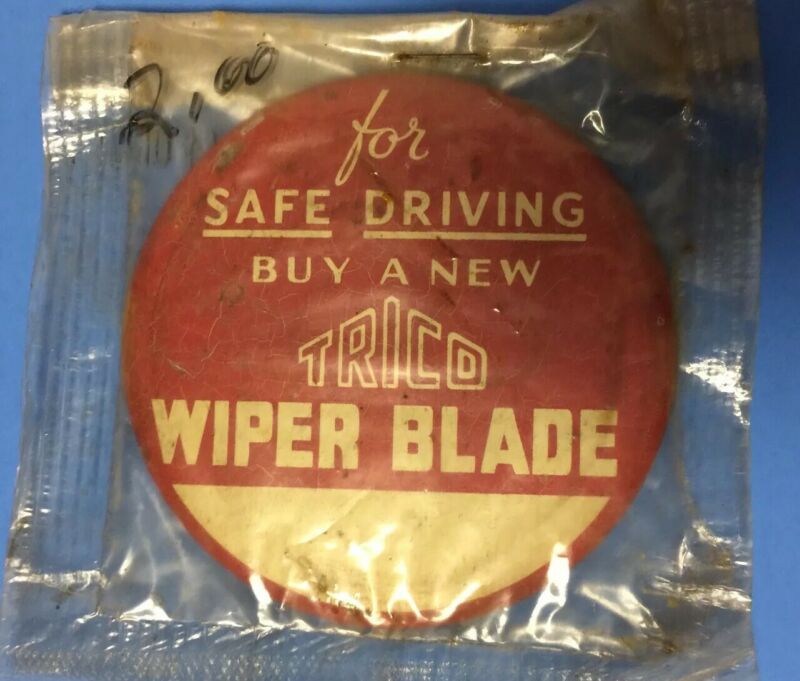 2.00
for
SAFE DRIVING
BUY A NEW
TRICO
WIPER BLADE